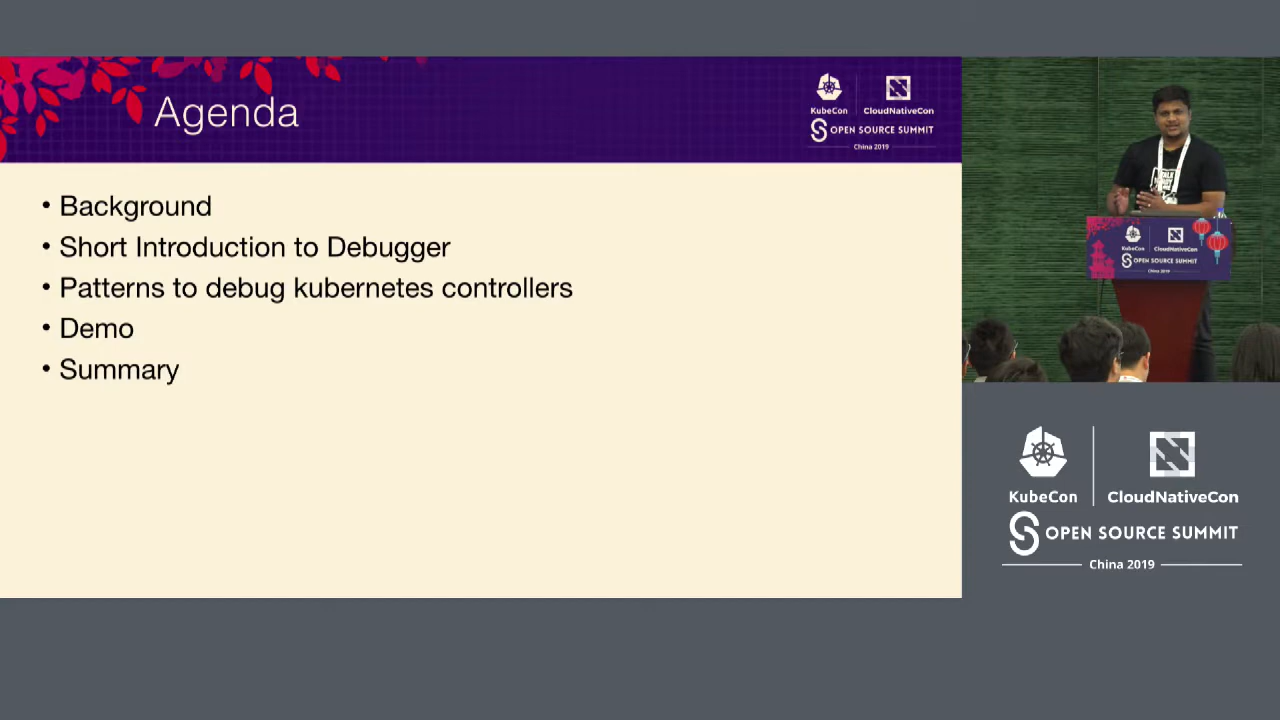 Agenda
KubeCon
CloudNativeCon
OPEN SOURCE SUMMIT
China 2019
• Background
• Short Introduction to Debugger
• Patterns to debug kubernetes controllers
• Demo
• Summary
KubeCon
CloudNativeCon
OPEN SOURCE SUMMIT
China 2019
KubeCon
CloudNativeCon
OPEN SOURCE SUMMIT
China 2019